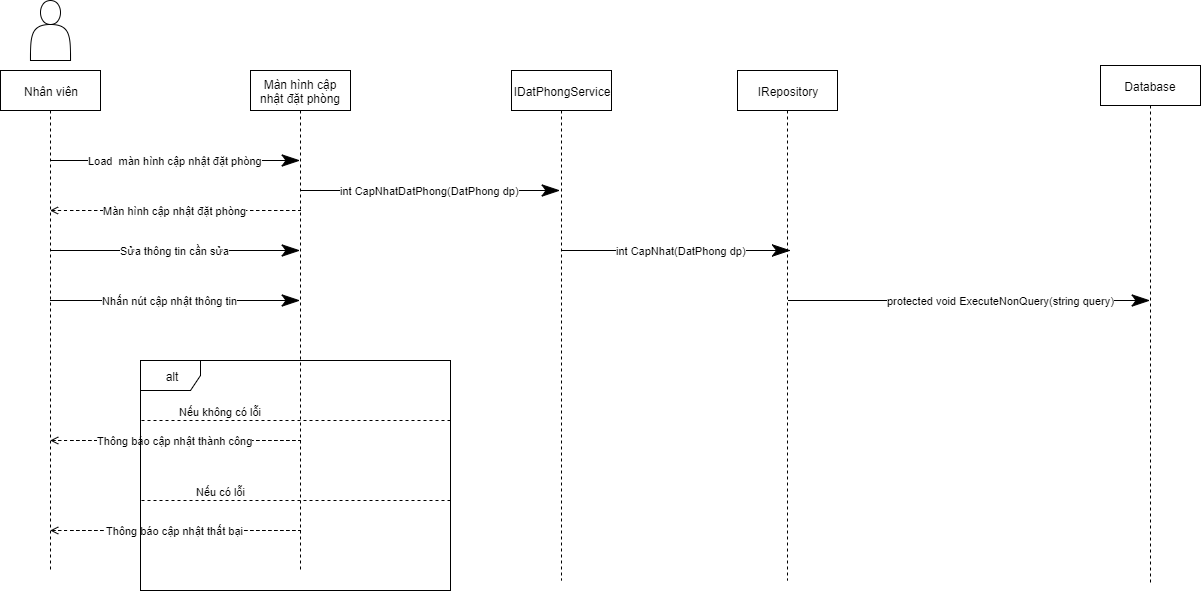 Nhân viên
Màn hình cập
nhật đặt phòng
IDatPhongService
IRepository
Database
Load màn hình cập nhật đặt phòng
int CapNhatDatPhong(DatPhong dp)
Màn hình cập nhật đặt phòng
Sửa thông tin cần sửa
int CapNhat(DatPhong dp)
Nhấn nút cập nhật thông tin
protected void ExecuteNonQuery(string query)
alt
Nếu không có lỗi
Thông báo cập nhật thành công
Nếu có lỗi
Thông báo cập nhật thất bại